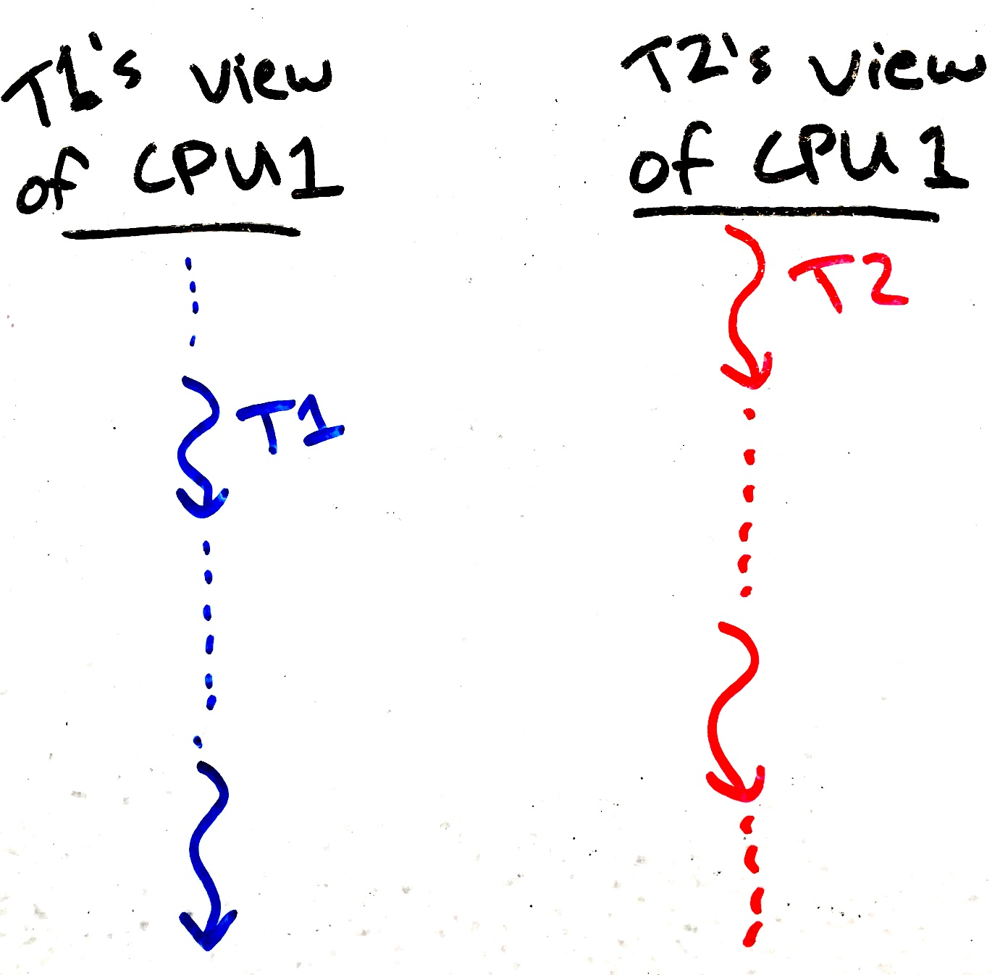 T1's view
of CPU1
T1
T2's view
of CPU1
T2